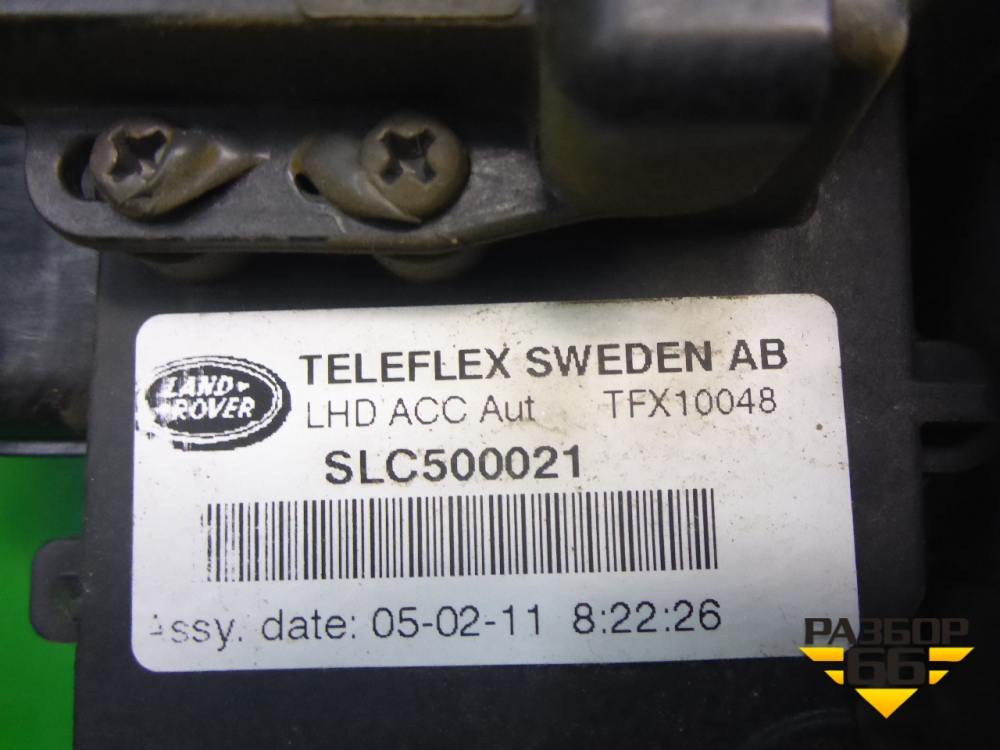 TELEFLEX SWEDEN AB
LAND ROVER
LHD ACC Aut TFX10048
SLC500021
Assy. date: 05-02-11 8:22:26
РАЗБОР
66